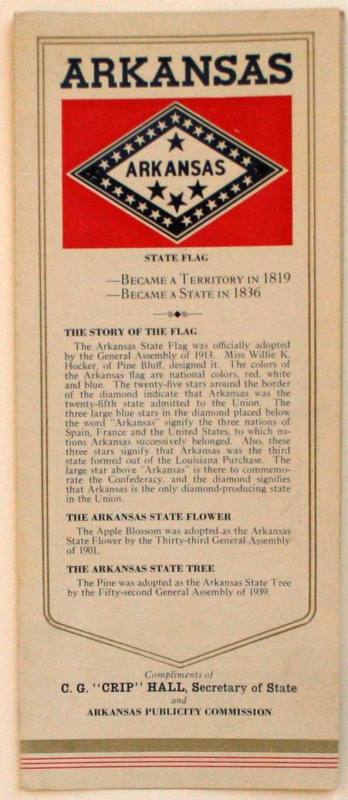 ARKANSAS
ARKANSAS
STATE FLAG
—BECAME A TERRITORY IN 1819
—BECAME A STATE IN 1836
THE STORY OF THE FLAG
The Arkansas State Flag was officially adopted
by the General Assembly of 1913. Miss Willie K.
Hocker, of Pine Bluff, designed it. The colors of
the Arkansas flag are national colors, red, white
and blue. The twenty-five stars around the border
of the diamond indicate that Arkansas was the
twenty-fifth state admitted to the Union. The
three large blue stars in the diamond placed below
the word "Arkansas" signify the three nations of
Spain, France and the United States, to which na-
tions Arkansas successively belonged. Also, these
three stars signify that Arkansas was the third
state formed out of the Louisiana Purchase. The
large star above "Arkansas" is there to commemo-
rate the Confederacy, and the diamond signifies
that Arkansas is the only diamond-producing state
in the Union.
THE ARKANSAS STATE FLOWER
The Apple Blossom was adopted as the Arkansas
State Flower by the Thirty-third General Assembly
of 1901.
THE ARKANSAS STATE TREE
The Pine was adopted as the Arkansas State Tree
by the Fifty-second General Assembly of 1939.
Compliments of
C. G. "CRIP" HALL, Secretary of State
and
ARKANSAS PUBLICITY COMMISSION